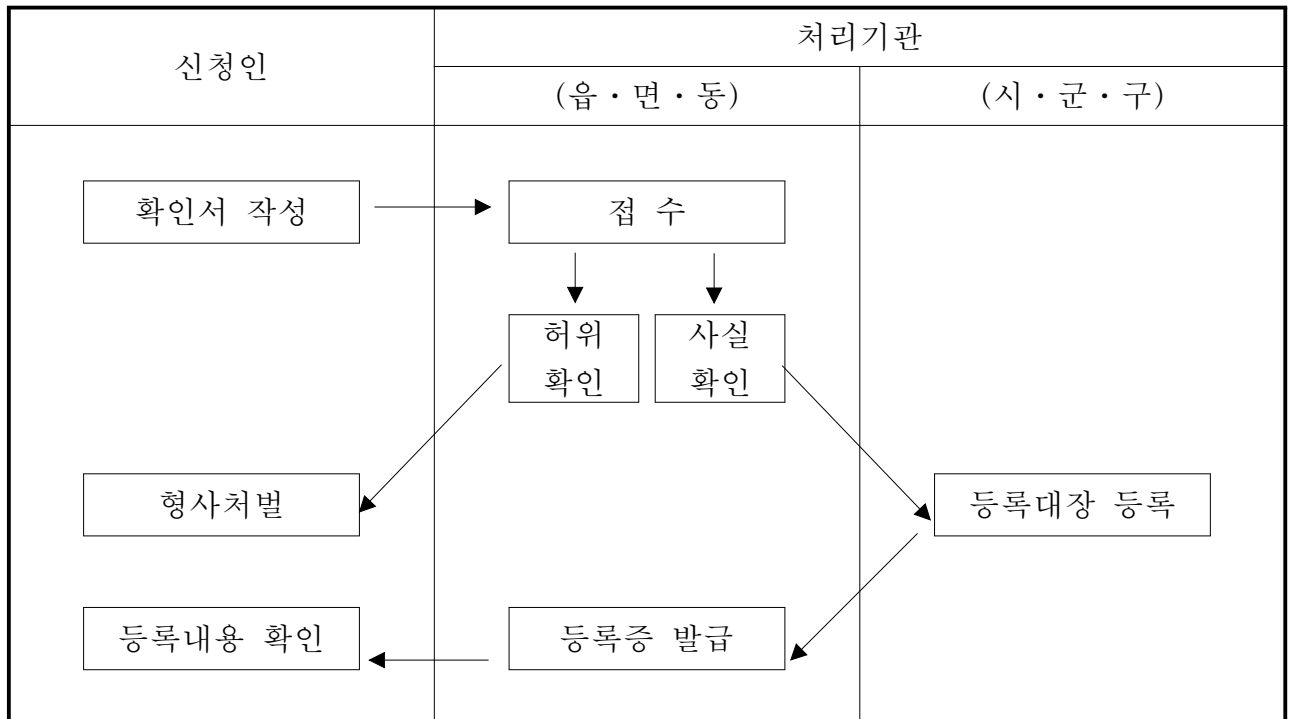 신청인
처리기관
(읍・면・동)
(시・군・구)
확인서 작성
접 수
허위
확인
사실
확인
형사처벌
등록대장 등록
등록내용 확인
등록증 발급